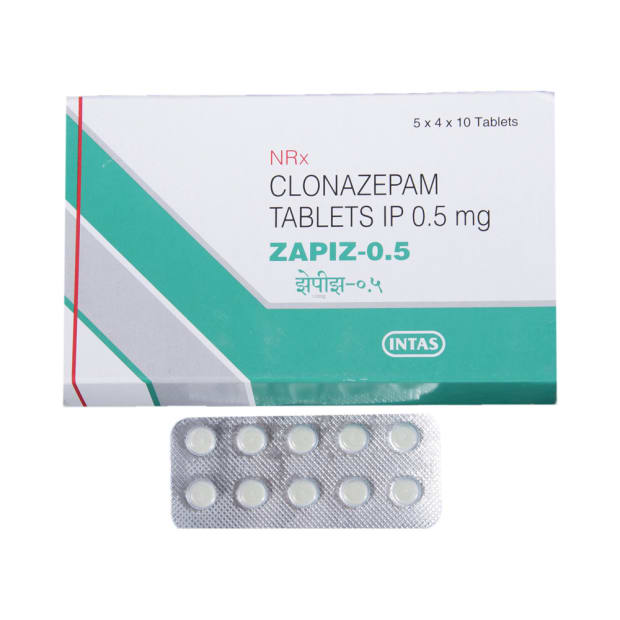 5 x 4 x 10 Tablets
NRx
CLONAZEPAM
TABLETS IP 0.5 mg
ZAPIZ-0.5
झेपीझ-०.५
INTAS